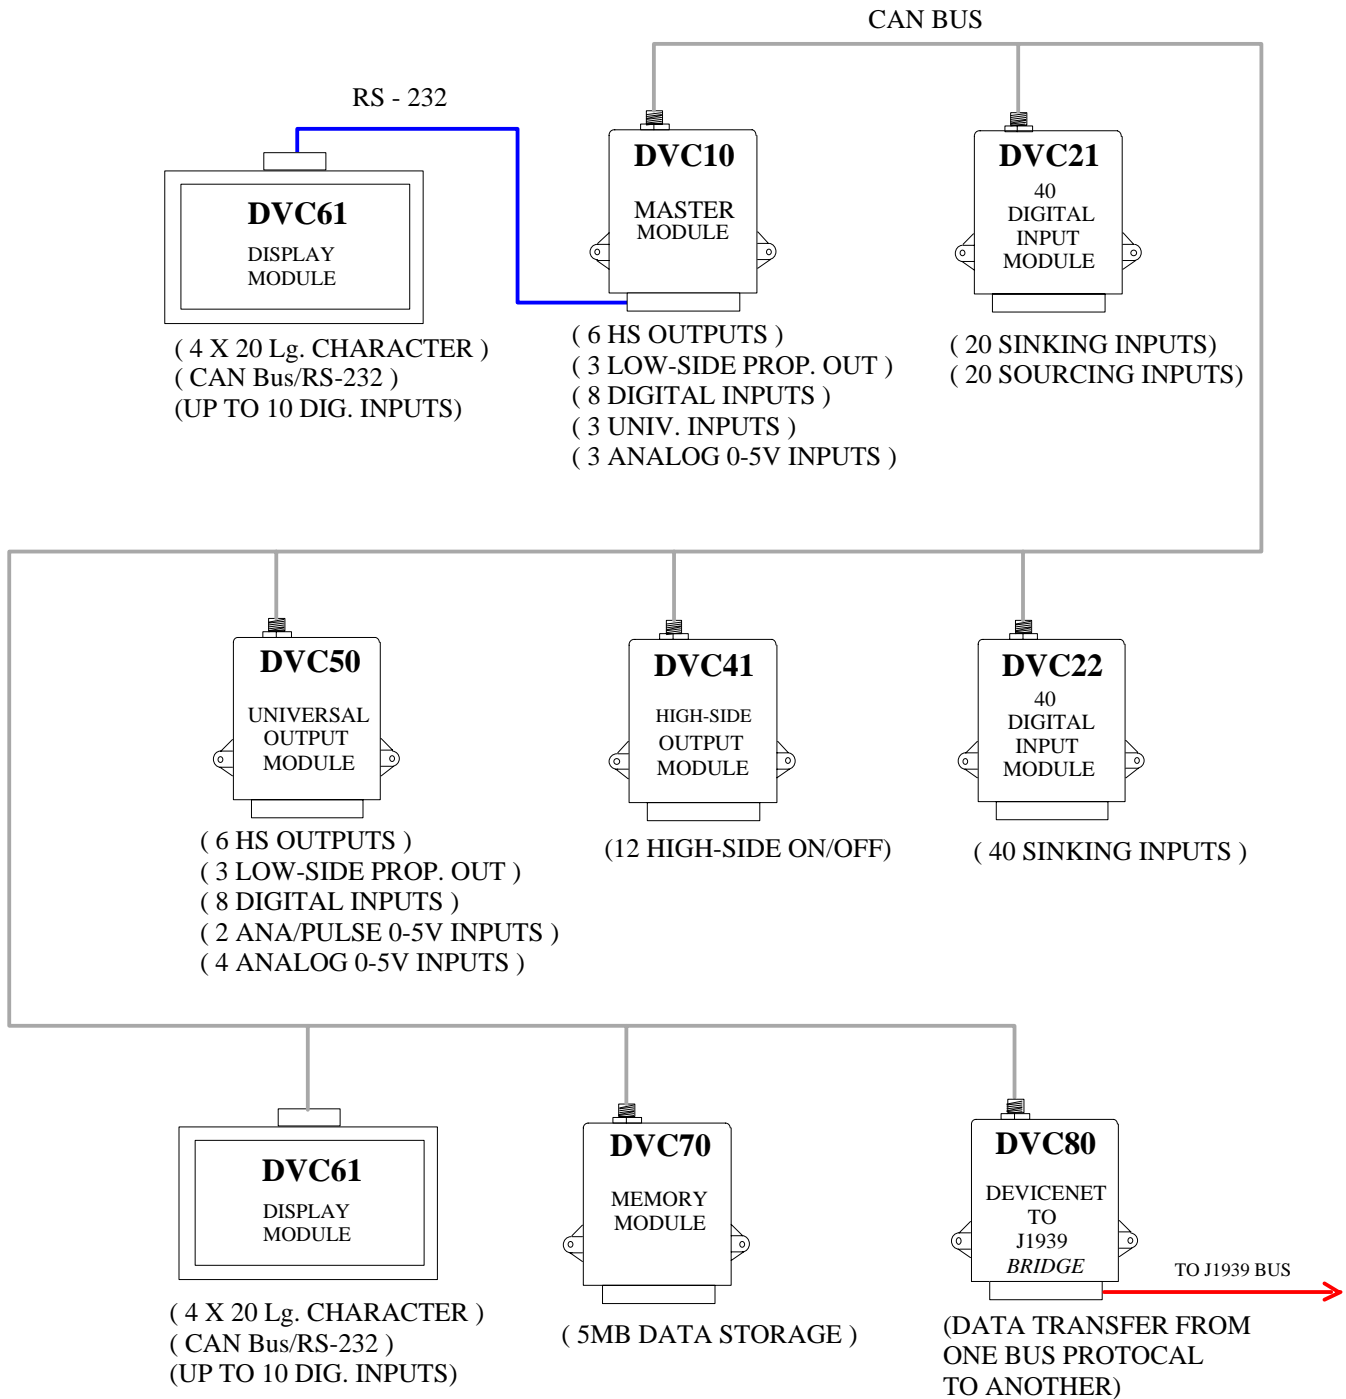 CAN BUS
RS - 232
DVC61
DISPLAY
MODULE
( 4 X 20 Lg. CHARACTER )
( CAN Bus/RS-232 )
(UP TO 10 DIG. INPUTS)
DVC10
MASTER
MODULE
( 6 HS OUTPUTS )
( 3 LOW-SIDE PROP. OUT )
( 8 DIGITAL INPUTS )
( 3 UNIV. INPUTS )
( 3 ANALOG 0-5V INPUTS )
DVC21
40
DIGITAL
INPUT
MODULE
( 20 SINKING INPUTS)
( 20 SOURCING INPUTS)
DVC50
UNIVERSAL
OUTPUT
MODULE
( 6 HS OUTPUTS )
( 3 LOW-SIDE PROP. OUT )
( 8 DIGITAL INPUTS )
( 2 ANA/PULSE 0-5V INPUTS )
( 4 ANALOG 0-5V INPUTS )
DVC41
HIGH-SIDE
OUTPUT
MODULE
(12 HIGH-SIDE ON/OFF)
DVC22
40
DIGITAL
INPUT
MODULE
( 40 SINKING INPUTS )
DVC61
DISPLAY
MODULE
( 4 X 20 Lg. CHARACTER )
( CAN Bus/RS-232 )
(UP TO 10 DIG. INPUTS)
DVC70
MEMORY
MODULE
( 5MB DATA STORAGE )
DVC80
DEVICENET
TO
J1939
BRIDGE
TO J1939 BUS
(DATA TRANSFER FROM
ONE BUS PROTOCAL
TO ANOTHER)